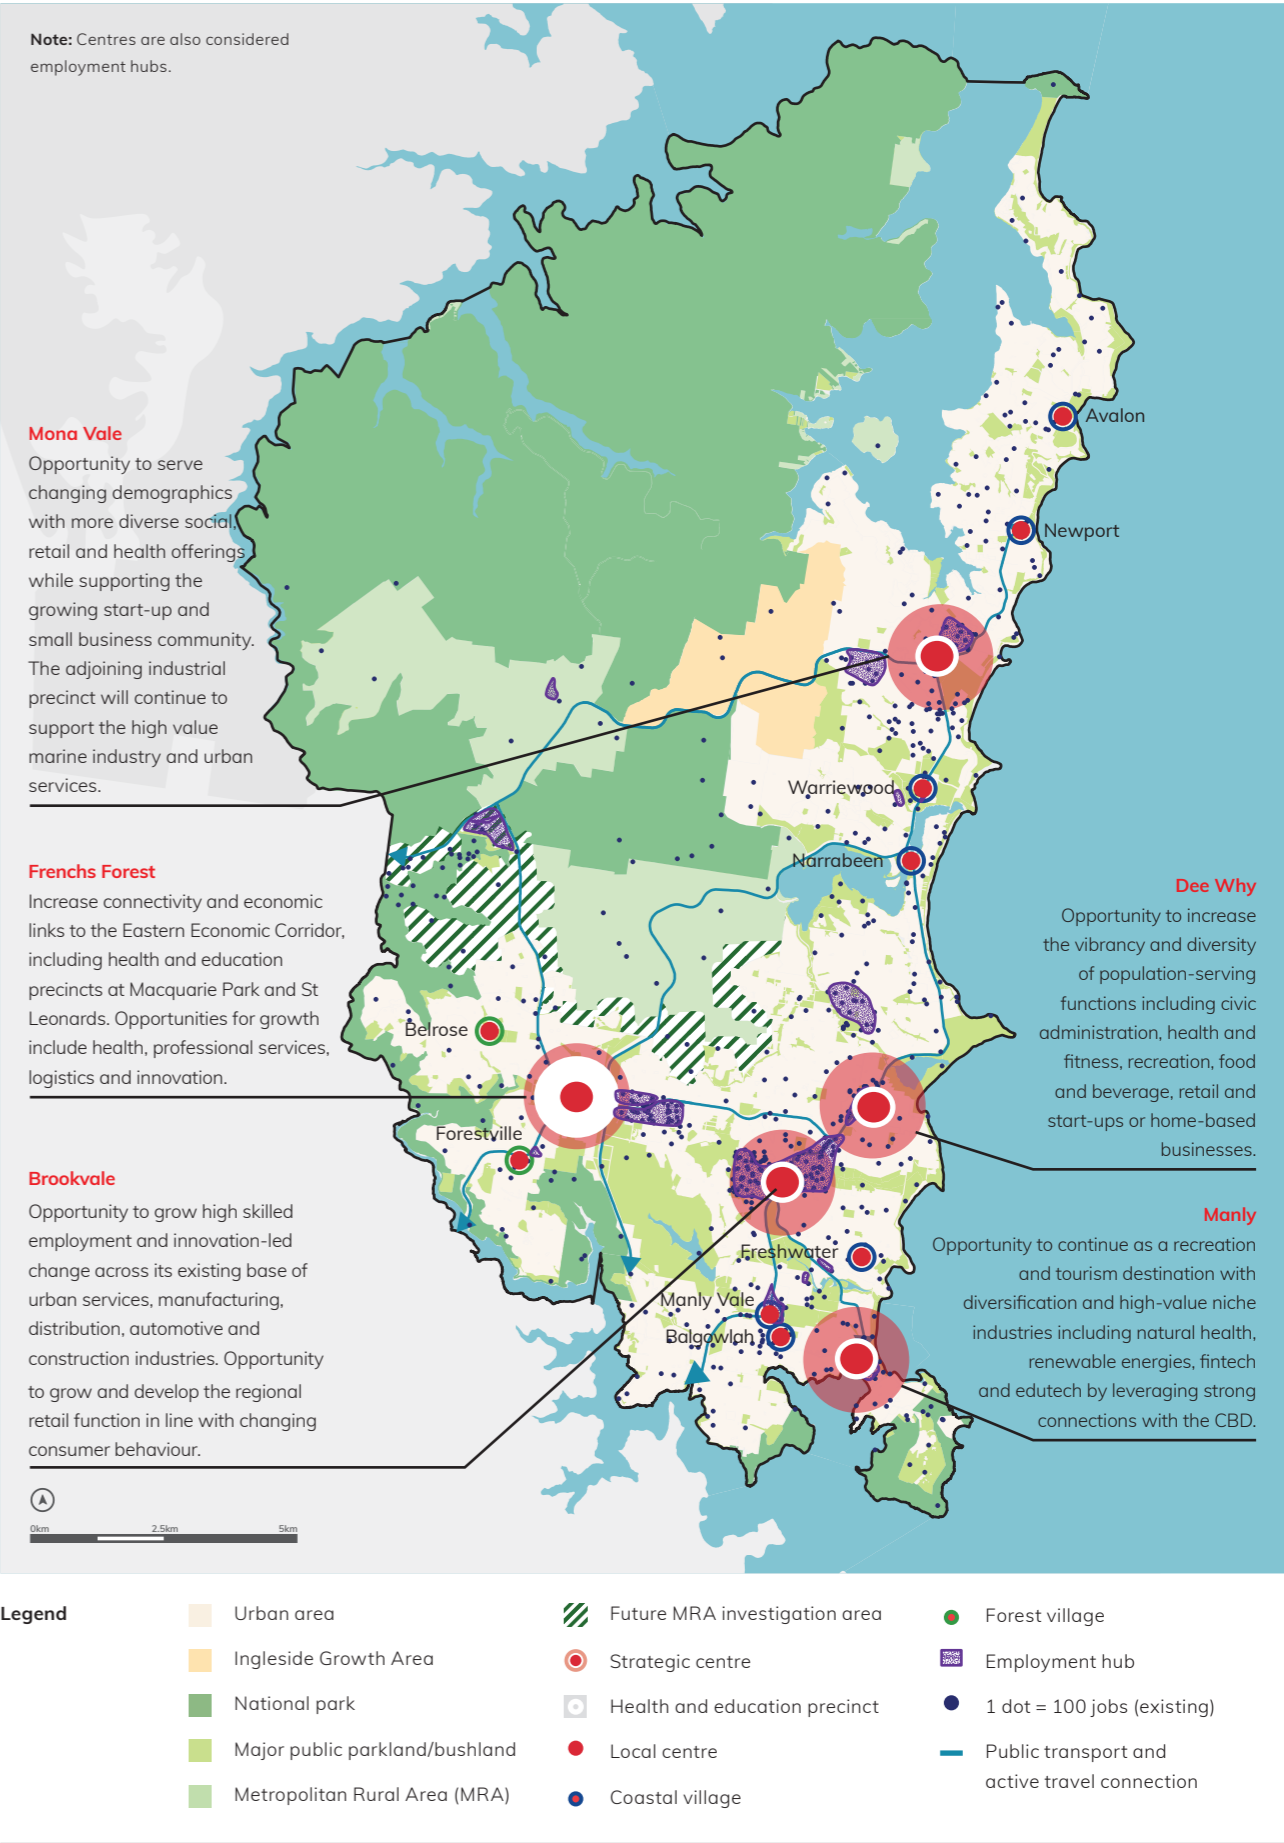 Note: Centres are also considered
employment hubs.
Mona Vale
Opportunity to serve
changing demographics
with more diverse social,
retail and health offerings
while supporting the
growing start-up and
small business community.
The adjoining industrial
precinct will continue to
support the high value
marine industry and urban
services.
Frenchs Forest
Increase connectivity and economic
links to the Eastern Economic Corridor,
including health and education
precincts at Macquarie Park and St
Leonards. Opportunities for growth
include health, professional services,
logistics and innovation.
Brookvale
Opportunity to grow high skilled
employment and innovation-led
change across its existing base of
urban services, manufacturing,
distribution, automotive and
construction industries. Opportunity
to grow and develop the regional
retail function in line with changing
consumer behaviour.
Avalon
Newport
Warriewood
Narrabeen
Belrose
Forestville
Freshwater
Manly Vale
Balgowlah
Dee Why
Opportunity to increase
the vibrancy and diversity
of population-serving
functions including civic
administration, health and
fitness, recreation, food
and beverage, retail and
start-ups or home-based
businesses.
Manly
Opportunity to continue as a recreation
and tourism destination with
diversification and high-value niche
industries including natural health,
renewable energies, fintech
and edutech by leveraging strong
connections with the CBD.
0km 2.5km 5km
Legend
Urban area
Ingleside Growth Area
National park
Major public parkland/bushland
Metropolitan Rural Area (MRA)
Future MRA investigation area
Strategic centre
Health and education precinct
Local centre
Coastal village
Forest village
Employment hub
1 dot = 100 jobs (existing)
Public transport and
active travel connection